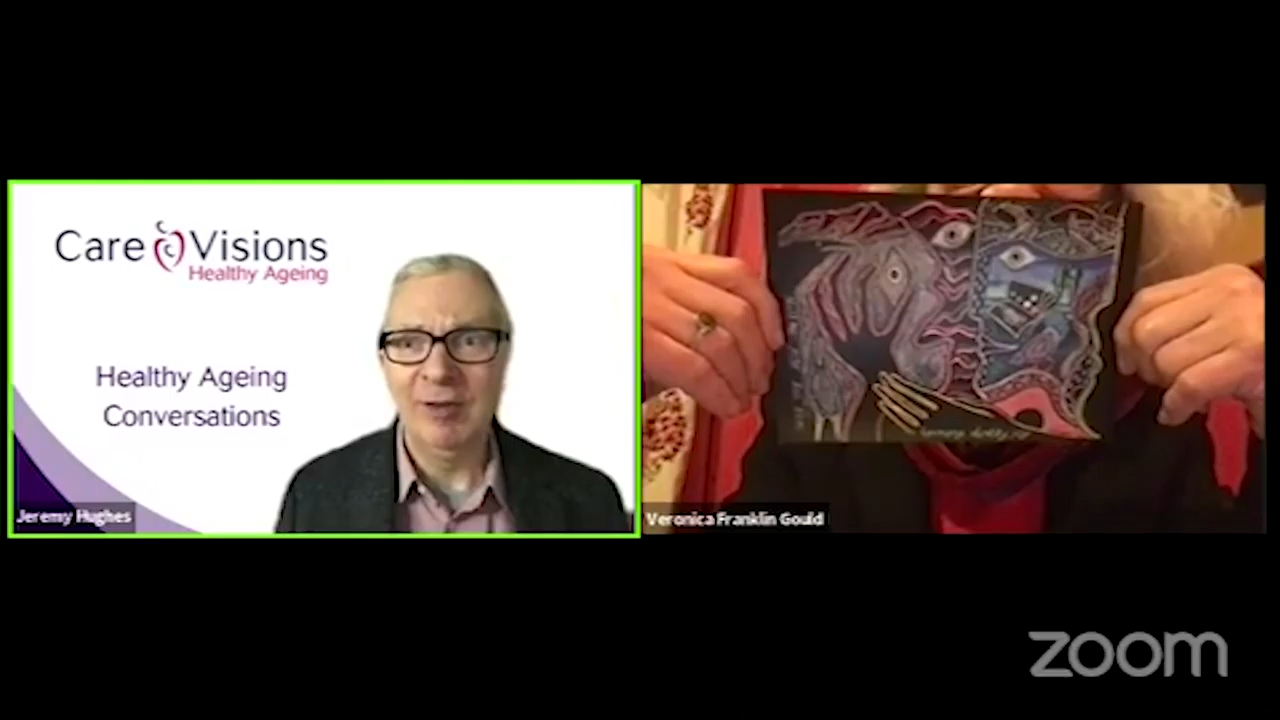 Care Visions
Healthy Ageing
Healthy Ageing
Conversations
Jeremy Hughes
Veronica Franklin Gould
zoom